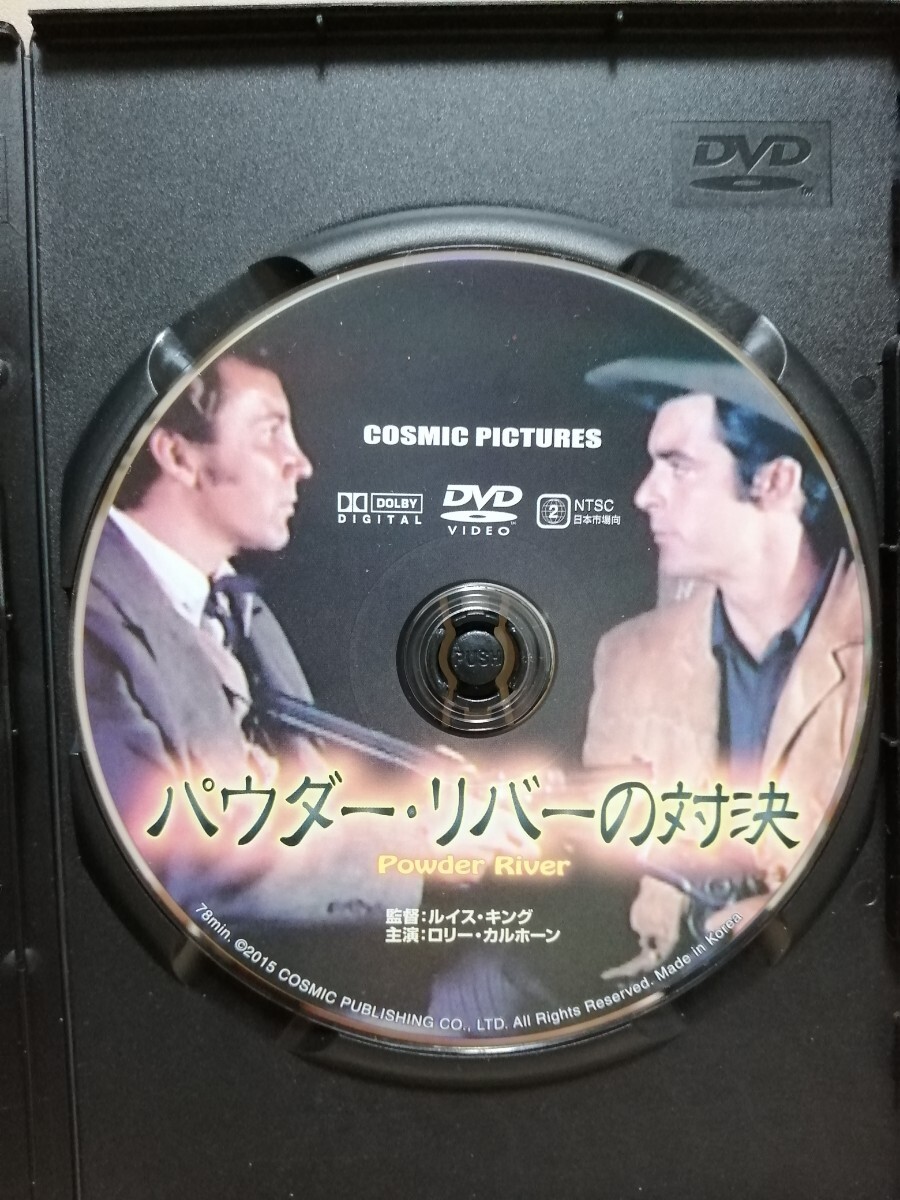 DVD
TM
COSMIC PICTURES
DOLBY
DIGITAL
DVD
VIDEO
2
NTSC
日本市場向
PUSH
パウダー・リバーの対決
Powder River
監督：ルイス・キング
主演：ロリー・カルホーン
78min. ©2015 COSMIC PUBLISHING CO., LTD. All Rights Reserved. Made in Korea